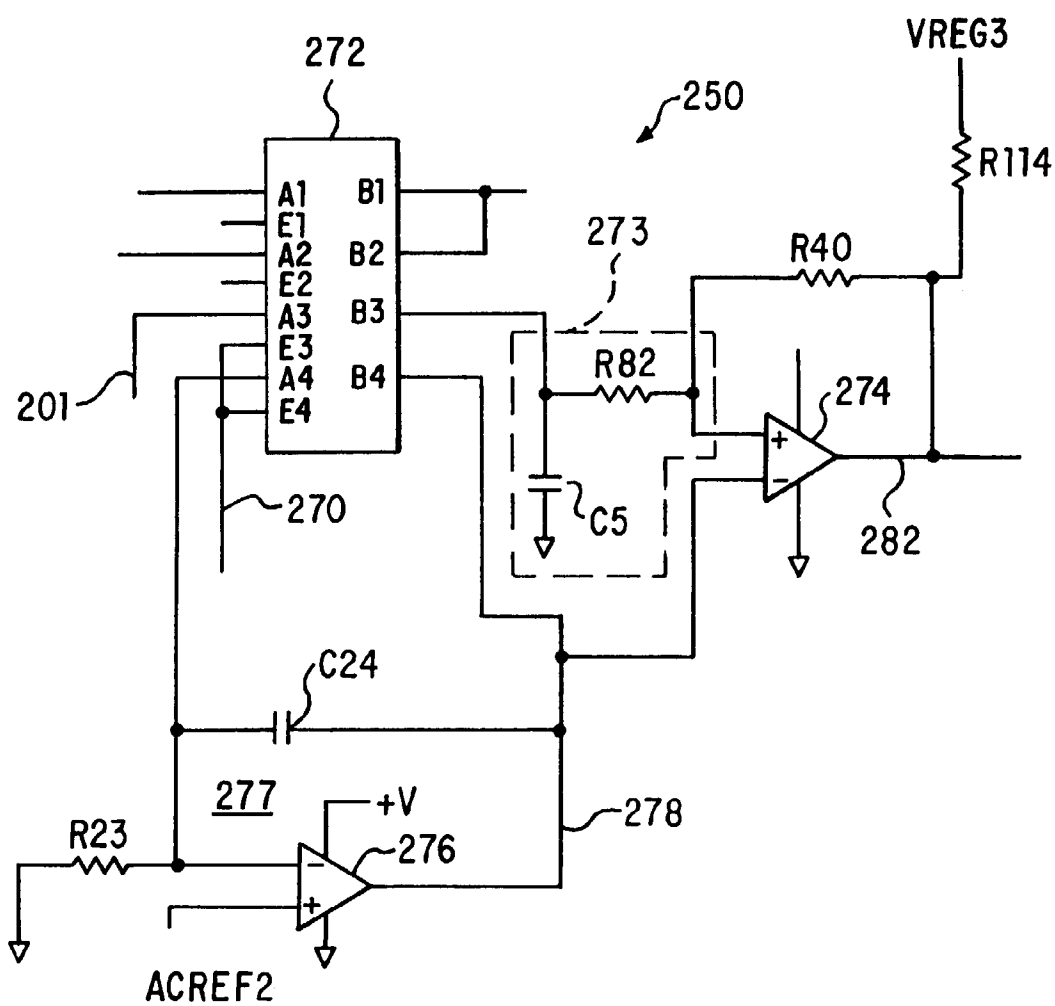 VREG3
272
250
R114
A1 B1
E1
A2 B2
E2
A3 B3
E3
A4 B4
E4
273
R40
R82
201
270
C5
+
−
274
282
C24
277
+V
278
R23
276
−
+
ACREF2